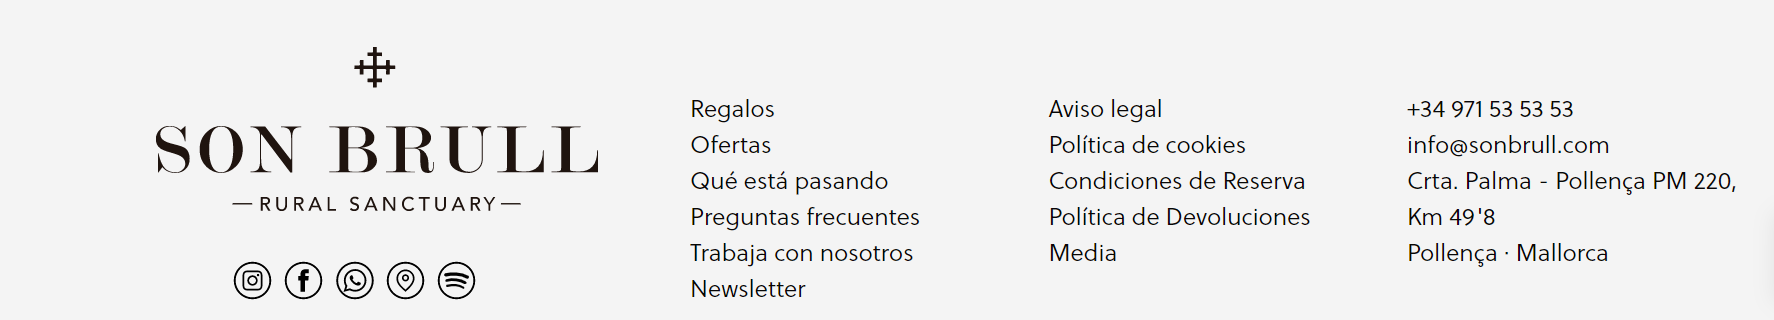 SON BRULL
RURAL SANCTUARY
Regalos
Ofertas
Qué está pasando
Preguntas frecuentes
Trabaja con nosotros
Newsletter
Aviso legal
Política de cookies
Condiciones de Reserva
Política de Devoluciones
Media
+34 971 53 53 53
info@sonbrull.com
Crta. Palma - Pollença PM 220,
Km 49'8
Pollença · Mallorca